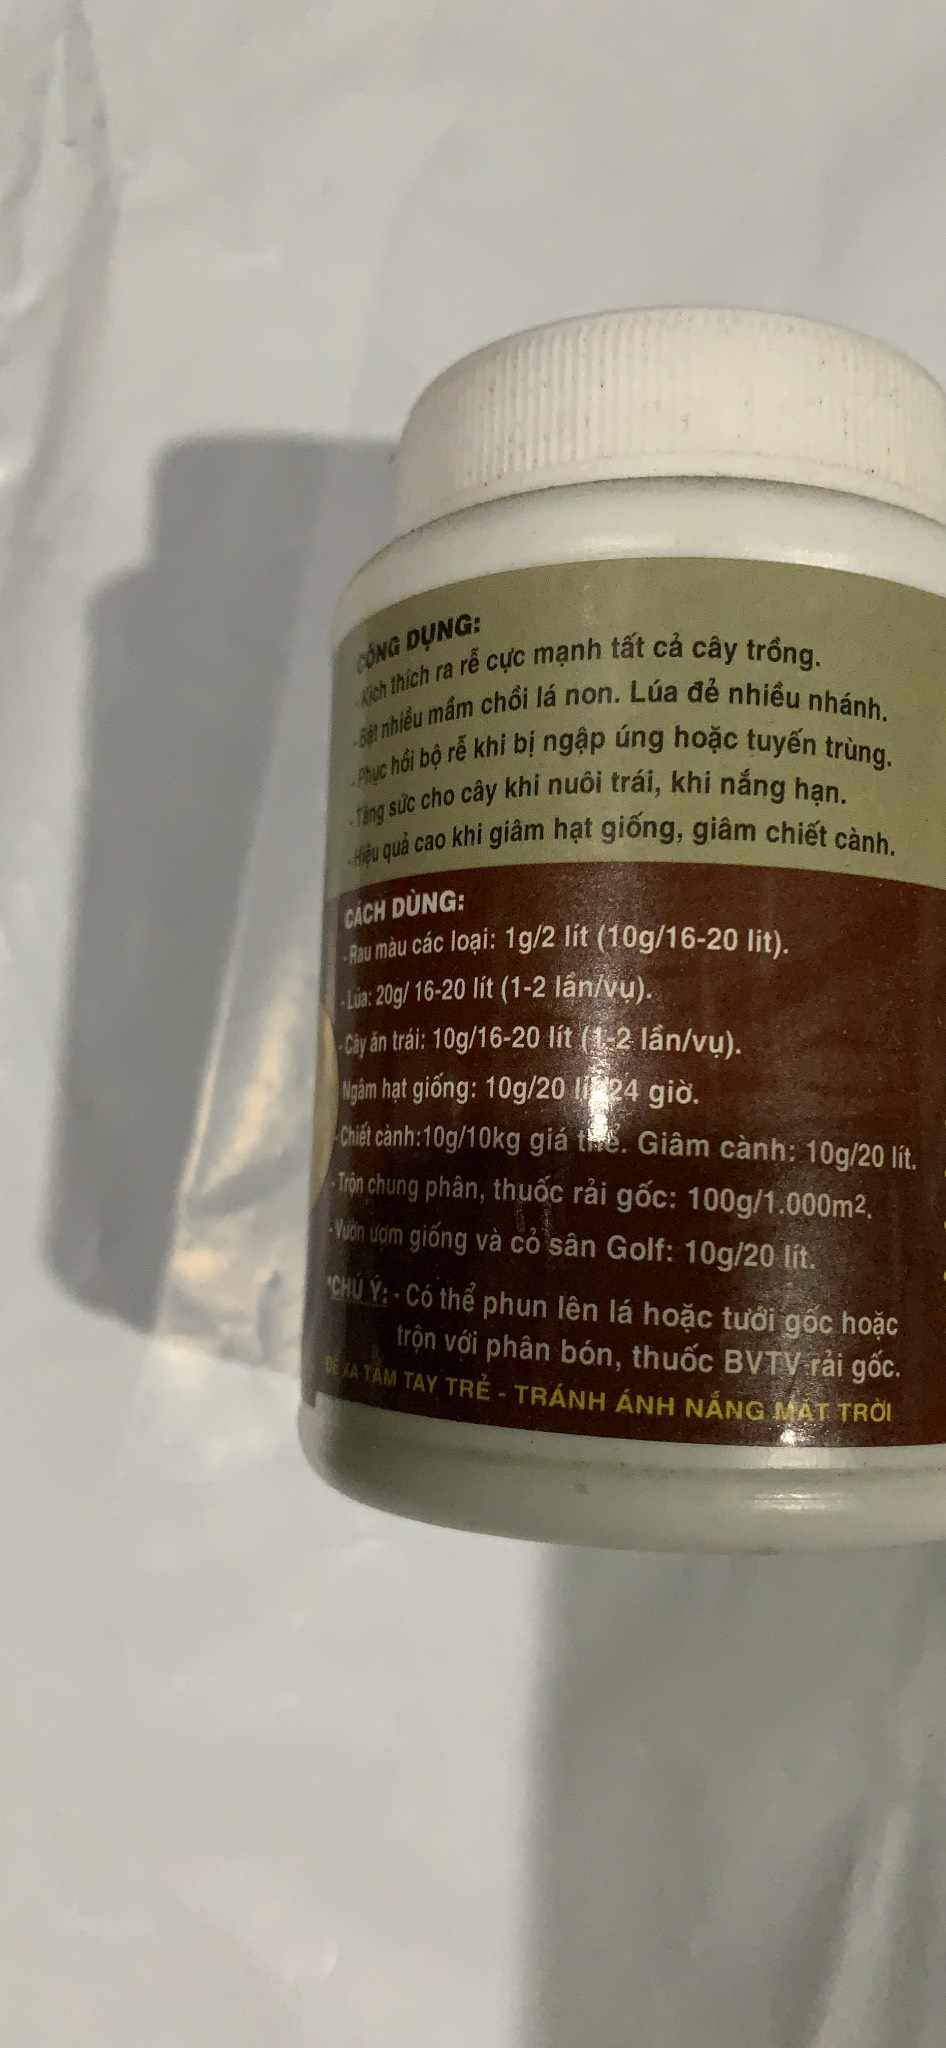 CÔNG DỤNG:
- Kích thích ra rễ cực mạnh tất cả cây trồng.
- Bật nhiều mầm chồi lá non. Lúa đẻ nhiều nhánh.
- Phục hồi bộ rễ khi bị ngập úng hoặc tuyến trùng.
- Tăng sức cho cây khi nuôi trái, khi nắng hạn.
- Hiệu quả cao khi giâm hạt giống, giâm chiết cành.
CÁCH DÙNG:
- Rau màu các loại: 1g/2 lít (10g/16-20 lit).
- Lúa: 20g/ 16-20 lít (1-2 lần/vụ).
- Cây ăn trái: 10g/16-20 lít (1-2 lần/vụ).
Ngâm hạt giống: 10g/20 lít/24 giờ.
- Chiết cành:10g/10kg giá thể. Giâm cành: 10g/20 lít.
- Trộn chung phân, thuốc rải gốc: 100g/1.000m².
- Vườn ươm giống và cỏ sân Golf: 10g/20 lít.
*CHÚ Ý: - Có thể phun lên lá hoặc tưới gốc hoặc
trộn với phân bón, thuốc BVTV rải gốc.
ĐỂ XA TẦM TAY TRẺ - TRÁNH ÁNH NẮNG MẶT TRỜI